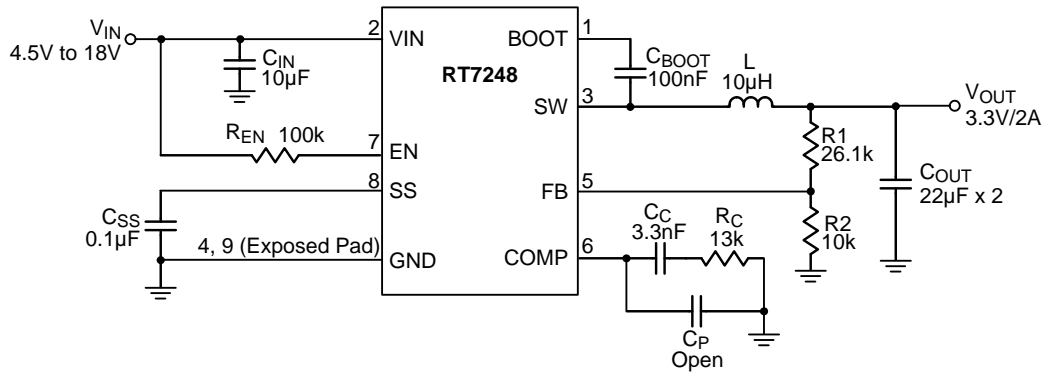 VIN
4.5V to 18V
CIN
10µF
REN 100k
CSS
0.1µF
4, 9 (Exposed Pad)
2
7
8
VIN
EN
SS
GND
RT7248
BOOT
SW
FB
COMP
1
3
5
6
CBOOT
100nF
L
10µH
CC
3.3nF
RC
13k
CP
Open
R1
26.1k
R2
10k
COUT
22µF x 2
VOUT
3.3V/2A